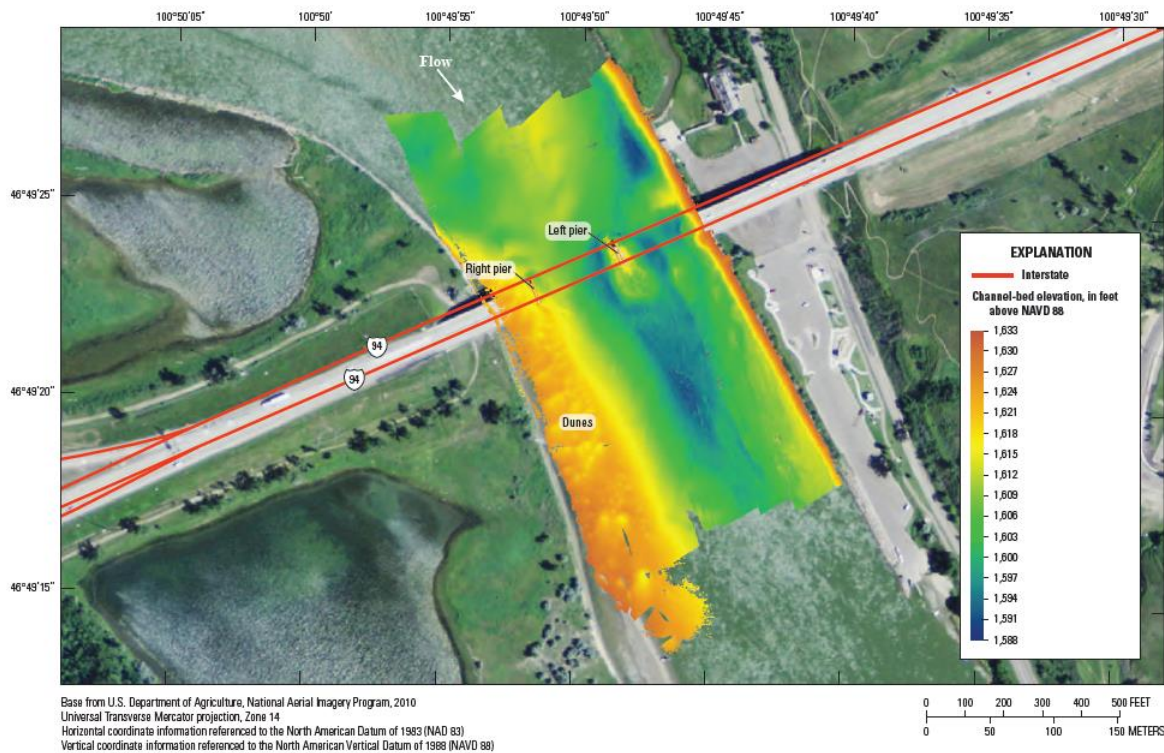 100°50'05" 100°50' 100°49'55" 100°49'50" 100°49'45" 100°49'40" 100°49'35" 100°49'30"
Flow
46°49'25"
Left pier
Right pier
94
94
46°49'20"
Dunes
46°49'15"
EXPLANATION
Interstate
Channel-bed elevation, in feet
above NAVD 88
1,633
1,630
1,627
1,624
1,621
1,618
1,615
1,612
1,609
1,606
1,603
1,600
1,597
1,594
1,591
1,588
Base from U.S. Department of Agriculture, National Aerial Imagery Program, 2010
Universal Transverse Mercator projection, Zone 14
Horizontal coordinate information referenced to the North American Datum of 1983 (NAD 83)
Vertical coordinate information referenced to the North American Vertical Datum of 1988 (NAVD 88)
0 100 200 300 400 500 FEET
0 50 100 150 METERS